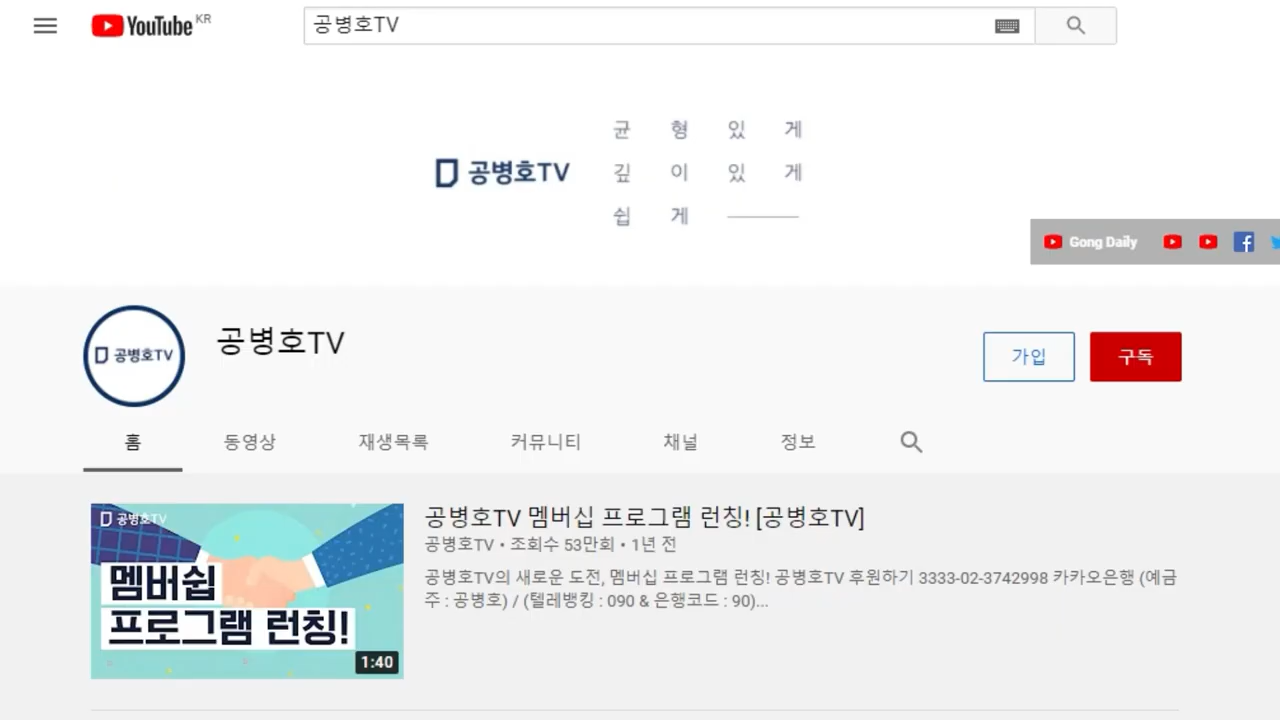 YouTube KR
공병호TV
균형있게
공병호TV
깊이있게
쉽게
Gong Daily
공병호TV
공병호TV
가입
구독
홈
동영상
재생목록
커뮤니티
채널
정보
공병호TV
멤버쉽
프로그램 런칭!
1:40
공병호TV 멤버십 프로그램 런칭! [공병호TV]
공병호TV • 조회수 53만회 • 1년 전
공병호TV의 새로운 도전, 멤버십 프로그램 런칭! 공병호TV 후원하기 3333-02-3742998 카카오은행 (예금
주 : 공병호) / (텔레뱅킹 : 090 & 은행코드 : 90)...